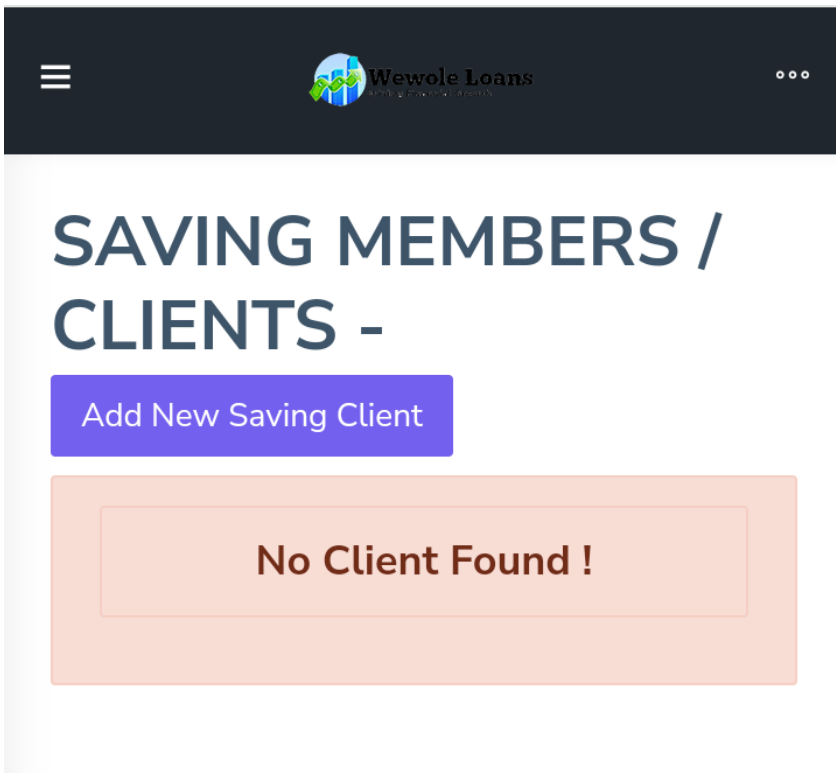 Wewole Loans
SAVING MEMBERS /
CLIENTS -
Add New Saving Client
No Client Found !